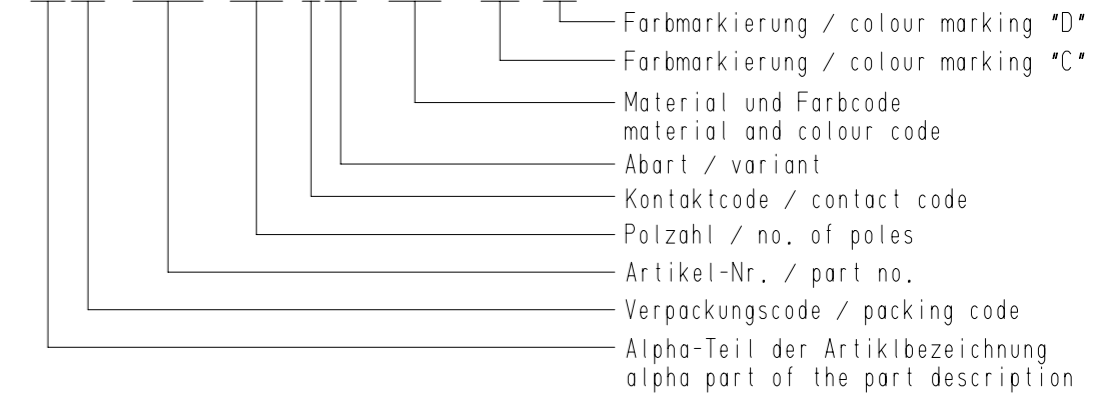 Farbmarkierung / colour marking "D"
Farbmarkierung / colour marking "C"
Material und Farbcode
material and colour code
Abart / variant
Kontaktcode / contact code
Polzahl / no. of poles
Artikel-Nr. / part no.
Verpackungscode / packing code
Alpha-Teil der Artiklbezeichnung
alpha part of the part description